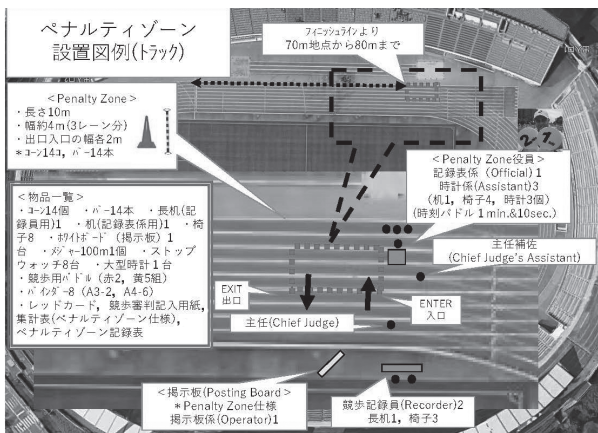 ペナルティゾーン
設置図例(トラック)
フィニッシュラインより
70m地点から80mまで
<Penalty Zone>
・長さ10m
・幅約4m(3レーン分)
・出口入口の幅各2m
*コーン14コ, バー14本
<Penalty Zone役員>
記録表係 (Official) 1
時計係(Assistant)3
(机1, 椅子4, 時計3個)
(時刻パドル1min.&10sec.)
<物品一覧>
・コーン14個 ・バー14本 ・長机(記
録員用)1 ・机(記録表係用)1 ・椅
子8 ・ホワイトボード (掲示板) 1
台 ・メジャー100m1個 ・ストップ
ウォッチ8台 ・大型時計1台
・競歩用パドル(赤2, 黄5組)
・バインダー8 (A3-2, A4-6)
・レッドカード, 競歩審判記入用紙,
集計表(ペナルティゾーン仕様),
ペナルティゾーン記録表
主任補佐
(Chief Judge's Assistant)
EXIT
出口
ENTER
入口
主任(Chief Judge)
<掲示板(Posting Board)>
*Penalty Zone仕様
掲示板係(Operator)1
競歩記録員(Recorder)2
長机1, 椅子3